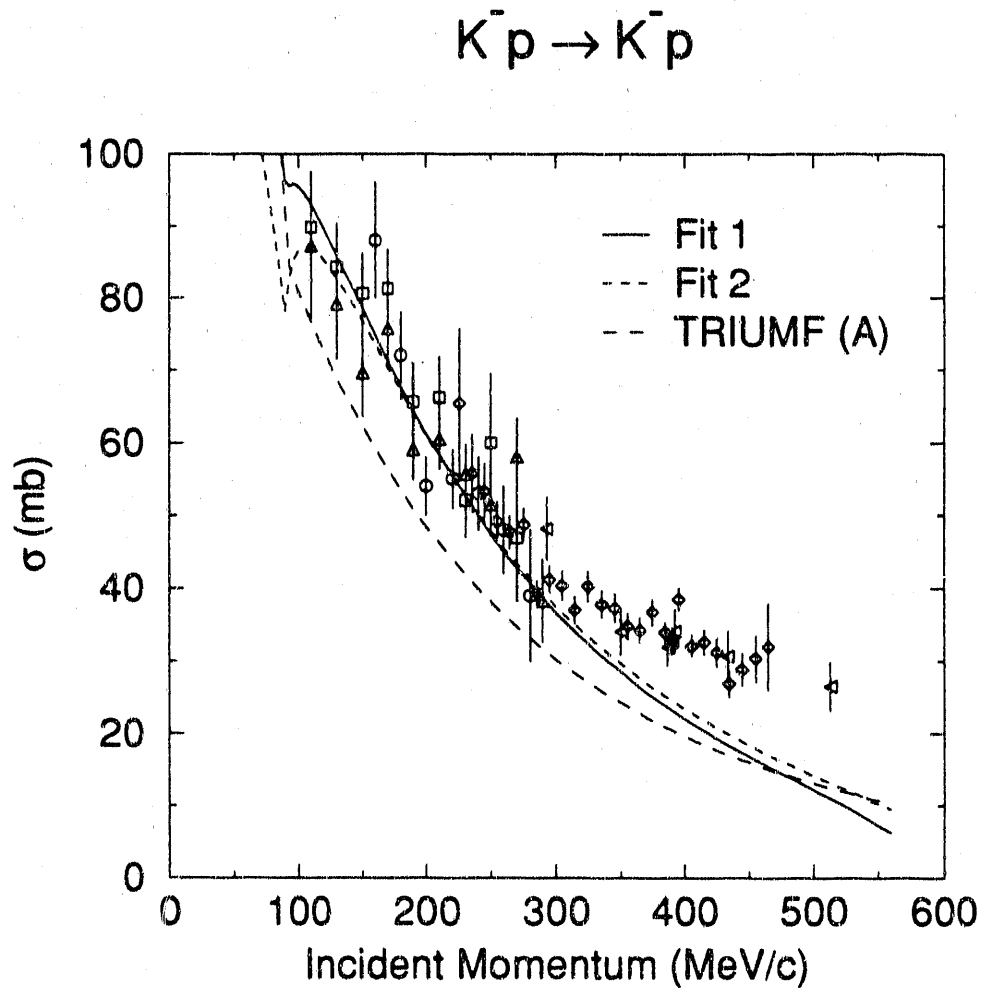 K⁻p → K⁻p
100
80
60
40
20
0
σ (mb)
Fit 1
Fit 2
TRIUMF (A)
0 100 200 300 400 500 600
Incident Momentum (MeV/c)